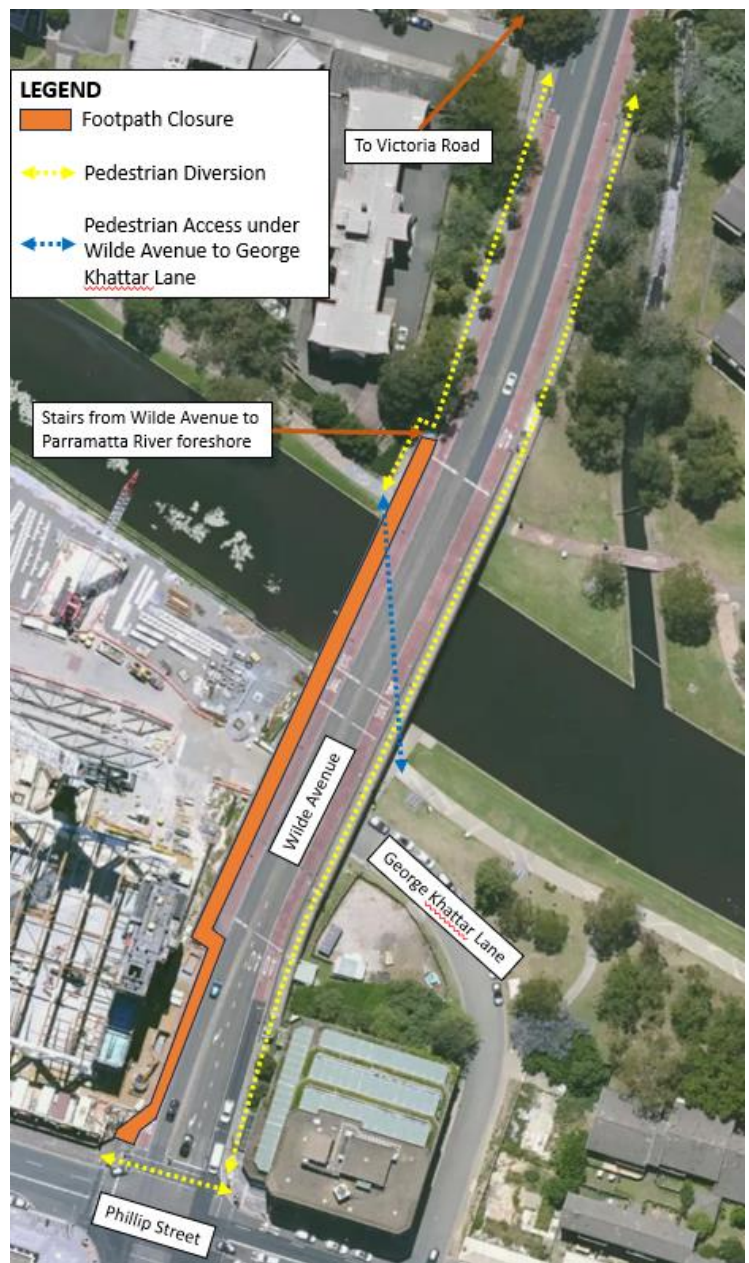 LEGEND
Footpath Closure
Pedestrian Diversion
Pedestrian Access under
Wilde Avenue to George
Khattar Lane
To Victoria Road
Stairs from Wilde Avenue to
Parramatta River foreshore
Wilde Avenue
George Khattar Lane
Phillip Street